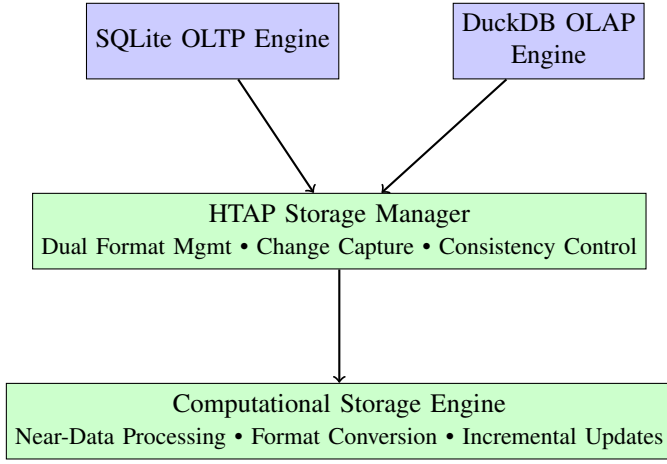 SQLite OLTP Engine
DuckDB OLAP
Engine
HTAP Storage Manager
Dual Format Mgmt • Change Capture • Consistency Control
Computational Storage Engine
Near-Data Processing • Format Conversion • Incremental Updates